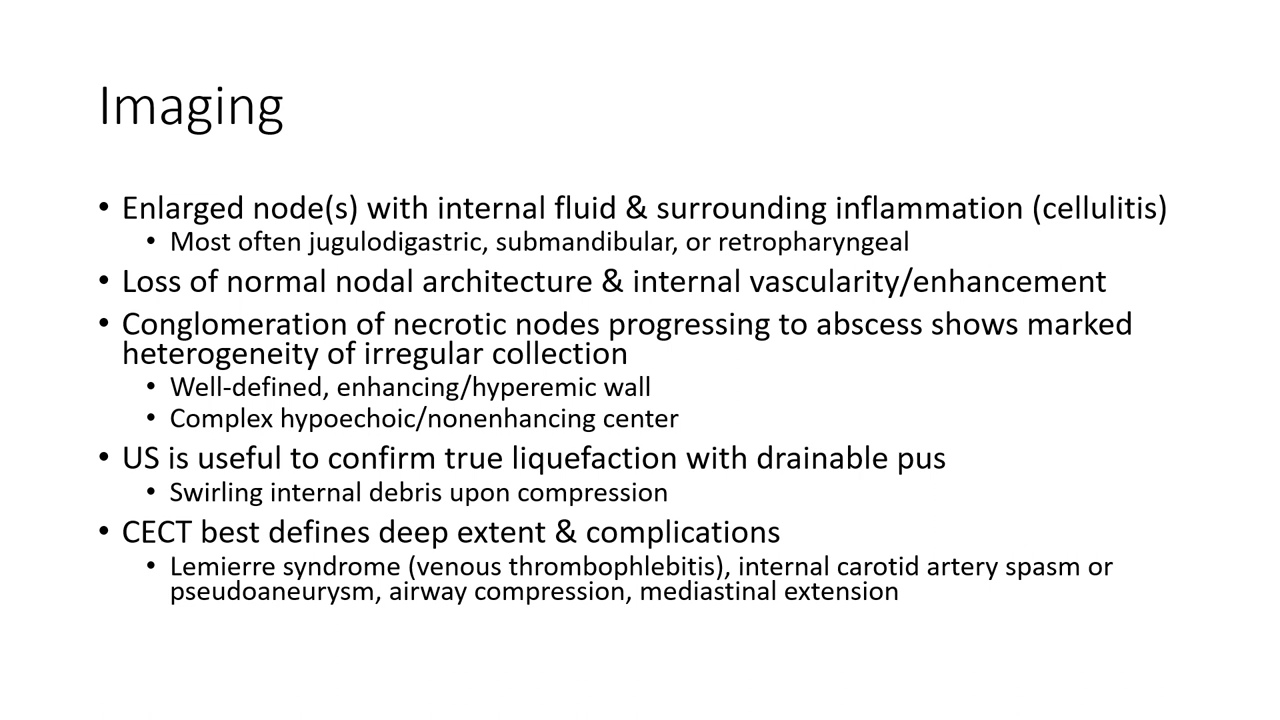 Imaging
• Enlarged node(s) with internal fluid & surrounding inflammation (cellulitis)
• Most often jugulodigastric, submandibular, or retropharyngeal
• Loss of normal nodal architecture & internal vascularity/enhancement
• Conglomeration of necrotic nodes progressing to abscess shows marked
heterogeneity of irregular collection
• Well-defined, enhancing/hyperemic wall
• Complex hypoechoic/nonenhancing center
• US is useful to confirm true liquefaction with drainable pus
• Swirling internal debris upon compression
• CECT best defines deep extent & complications
• Lemierre syndrome (venous thrombophlebitis), internal carotid artery spasm or
pseudoaneurysm, airway compression, mediastinal extension